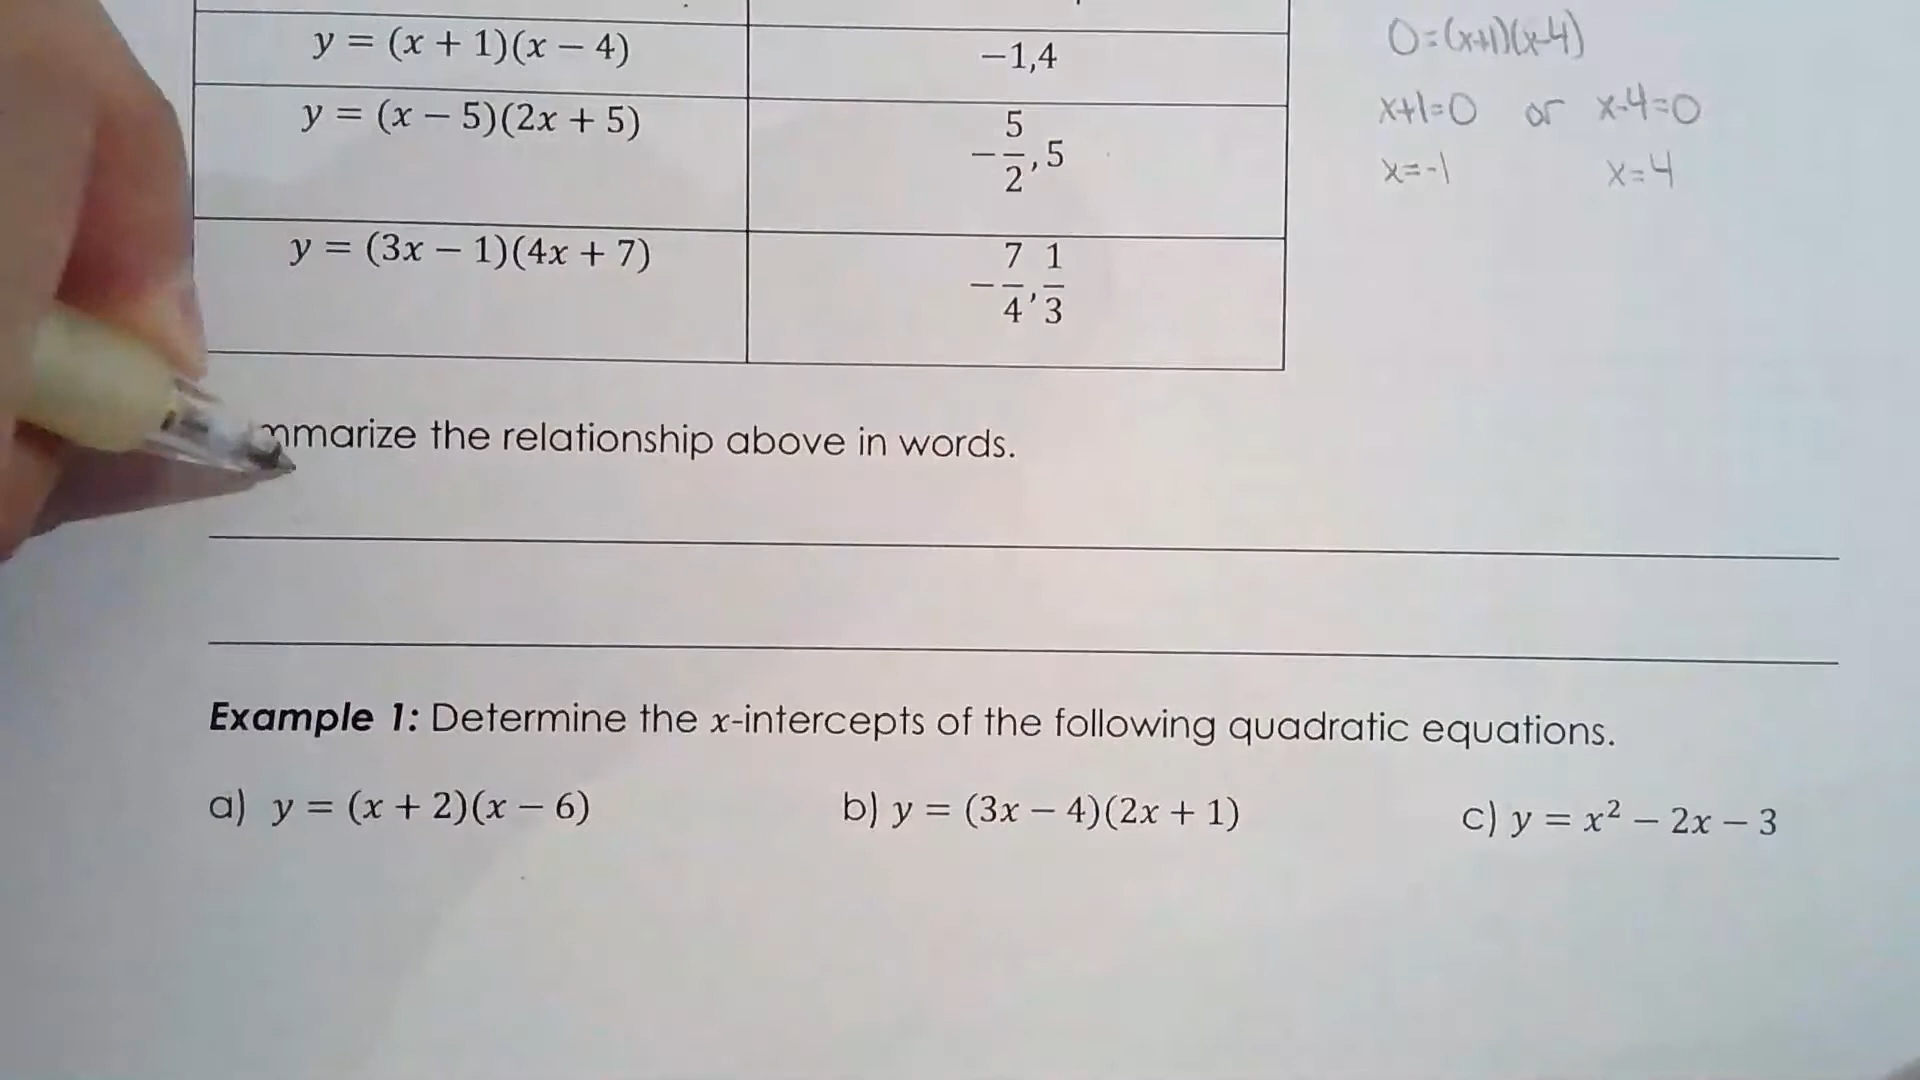 y = (x + 1)(x − 4)
−1,4
0=(x+1)(x-4)
x+1=0 or x-4=0
x=-1 x=4
y = (x − 5)(2x + 5)
−5/2, 5
y = (3x − 1)(4x + 7)
−7/4, 1/3
mmarize the relationship above in words.
Example 1: Determine the x-intercepts of the following quadratic equations.
a) y = (x + 2)(x − 6)
b) y = (3x − 4)(2x + 1)
c) y = x² − 2x − 3